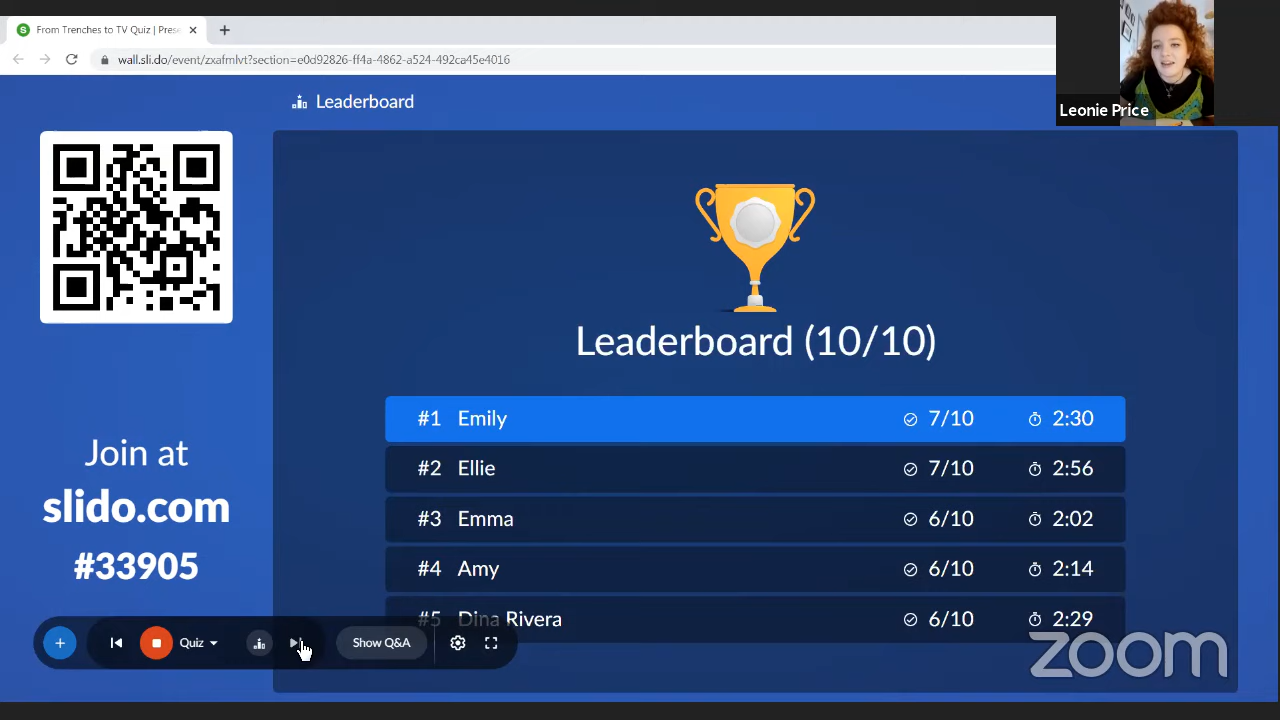 From Trenches to TV Quiz | Prese
wall.sli.do/event/zxafmlvt?section=e0d92826-ff4a-4862-a524-492caf45e4016
Leonie Price
Leaderboard
Leaderboard (10/10)
#1 Emily 7/10 2:30
#2 Ellie 7/10 2:56
#3 Emma 6/10 2:02
#4 Amy 6/10 2:14
#5 Dina Rivera 6/10 2:29
Join at
slido.com
#33905
Quiz
Show Q&A
zoom